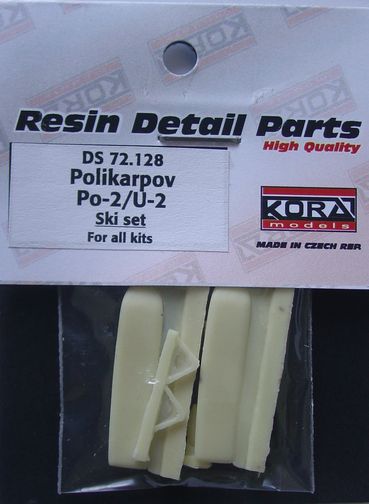 Resin Detail Parts
High Quality
DS 72.128
Polikarpov
Po-2/U-2
Ski set
For all kits
KORA
models
MADE IN CZECH REP.